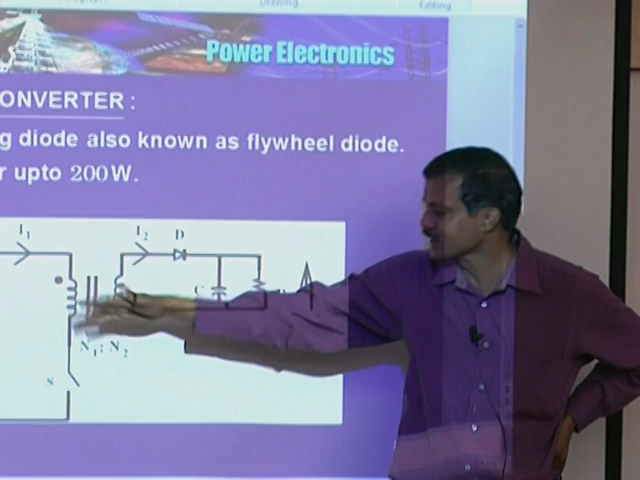 Drawing
Editing
Power Electronics
ONVERTER :
g diode also known as flywheel diode.
r upto 200W.
I₁
I₂
D
C
N₁ : N₂
S